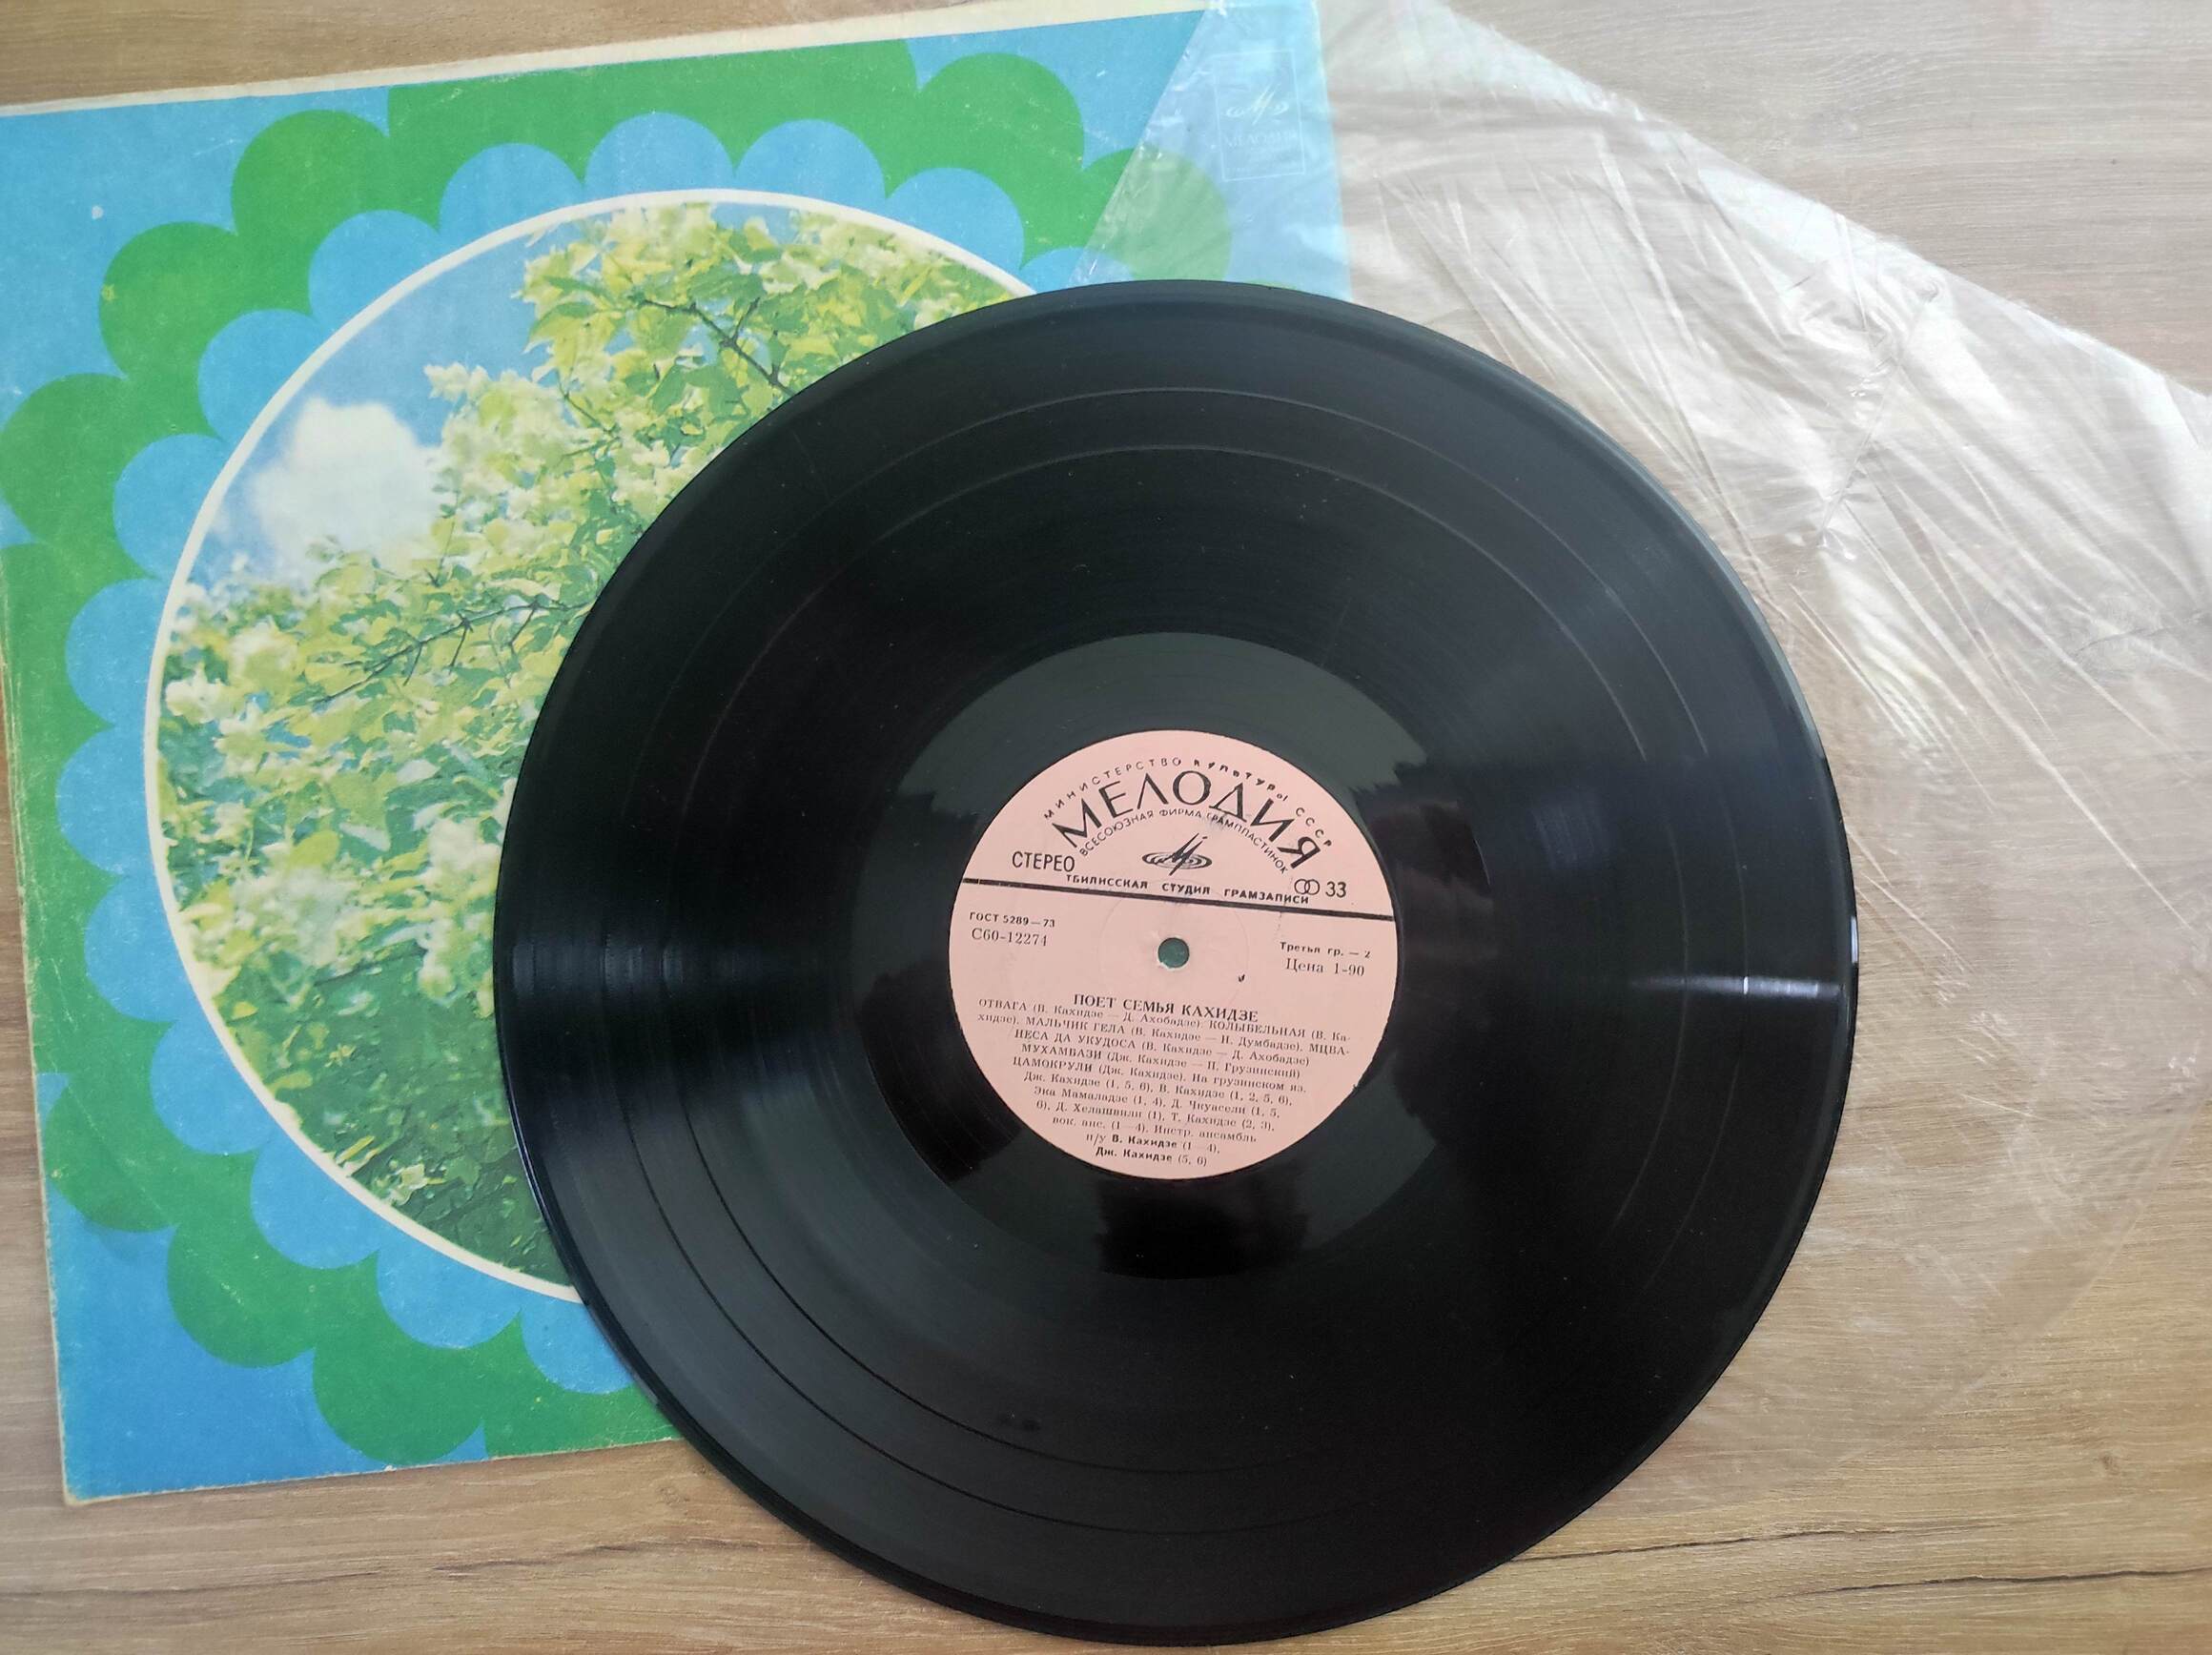 МЕЛОДИЯ
МИНИСТЕРСТВО КУЛЬТУРЫ СССР
МЕЛОДИЯ
ВСЕСОЮЗНАЯ ФИРМА ГРАМПЛАСТИНОК
СТЕРЕО
33
ТБИЛИССКАЯ СТУДИЯ ГРАМЗАПИСИ
ГОСТ 5289—73
С60-12274
Третья гр. — 2
Цена 1-90
ПОЕТ СЕМЬЯ КАХИДЗЕ
ОТВАГА (В. Кахидзе — Д. Ахобадзе). КОЛЫБЕЛЬНАЯ (В. Ка-
хидзе). МАЛЬЧИК ГЕЛА (В. Кахидзе — Н. Думбадзе). МЦВА-
НЕСА ДА УКУДОСА (В. Кахидзе — Д. Ахобадзе)
МУХАМБАЗИ (Дж. Кахидзе — П. Грузинский)
ЦАМОКРУЛИ (Дж. Кахидзе). На грузинском яз.
Дж. Кахидзе (1, 5, 6), В. Кахидзе (1, 2, 5, 6),
Эка Мамаладзе (1, 4), Д. Чкуасели (1, 5,
6), Д. Хелашвили (1), Т. Кахидзе (2, 3),
вок. анс. (1—4), Инстр. ансамбль
п/у В. Кахидзе (1—4),
Дж. Кахидзе (5, 6)